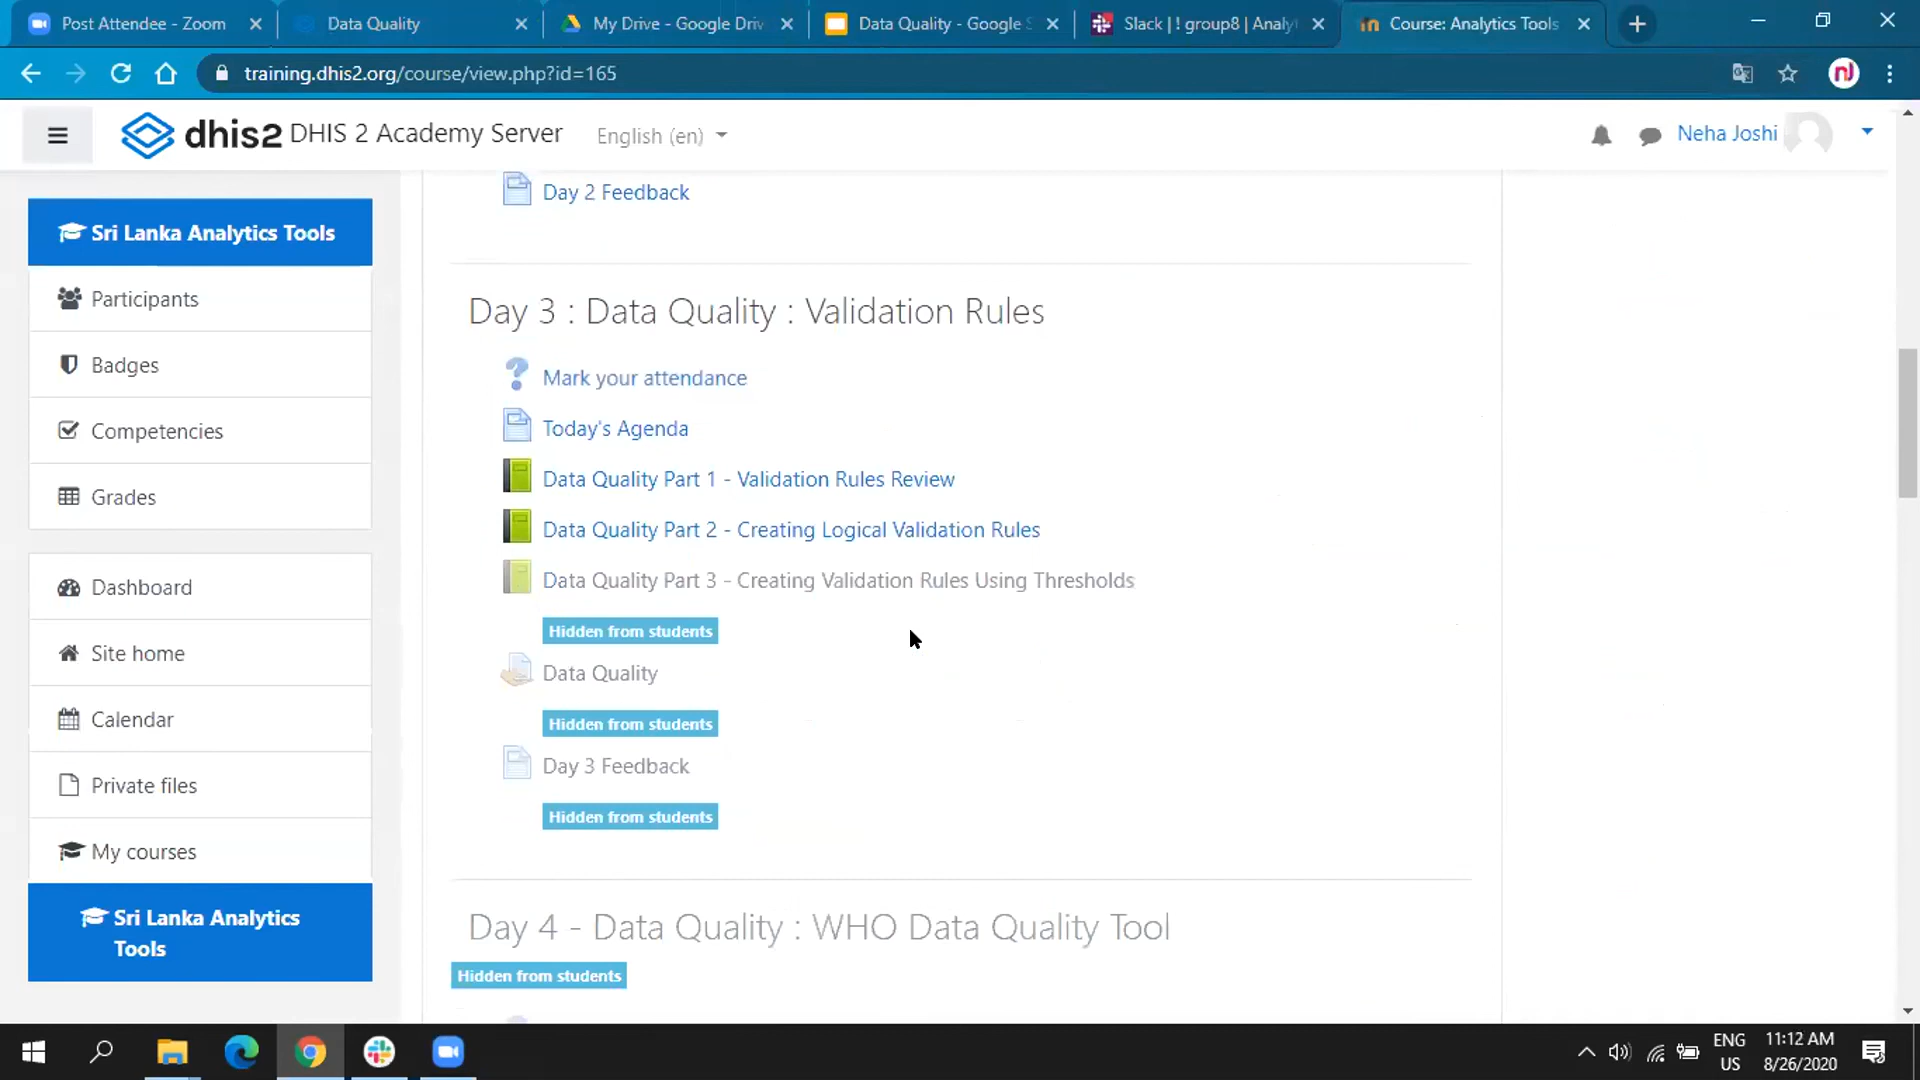 Post Attendee - Zoom
Data Quality
My Drive - Google Driv
Data Quality - Google S
Slack | ! group8 | Analyt
Course: Analytics Tools
training.dhis2.org/course/view.php?id=165
dhis2 DHIS 2 Academy Server
English (en)
Neha Joshi
Sri Lanka Analytics Tools
Participants
Badges
Competencies
Grades
Dashboard
Site home
Calendar
Private files
My courses
Sri Lanka Analytics
Tools
Day 2 Feedback
Day 3 : Data Quality : Validation Rules
Mark your attendance
Today's Agenda
Data Quality Part 1 - Validation Rules Review
Data Quality Part 2 - Creating Logical Validation Rules
Data Quality Part 3 - Creating Validation Rules Using Thresholds
Hidden from students
Data Quality
Hidden from students
Day 3 Feedback
Hidden from students
Day 4 - Data Quality : WHO Data Quality Tool
Hidden from students
ENG
US
11:12 AM
8/26/2020